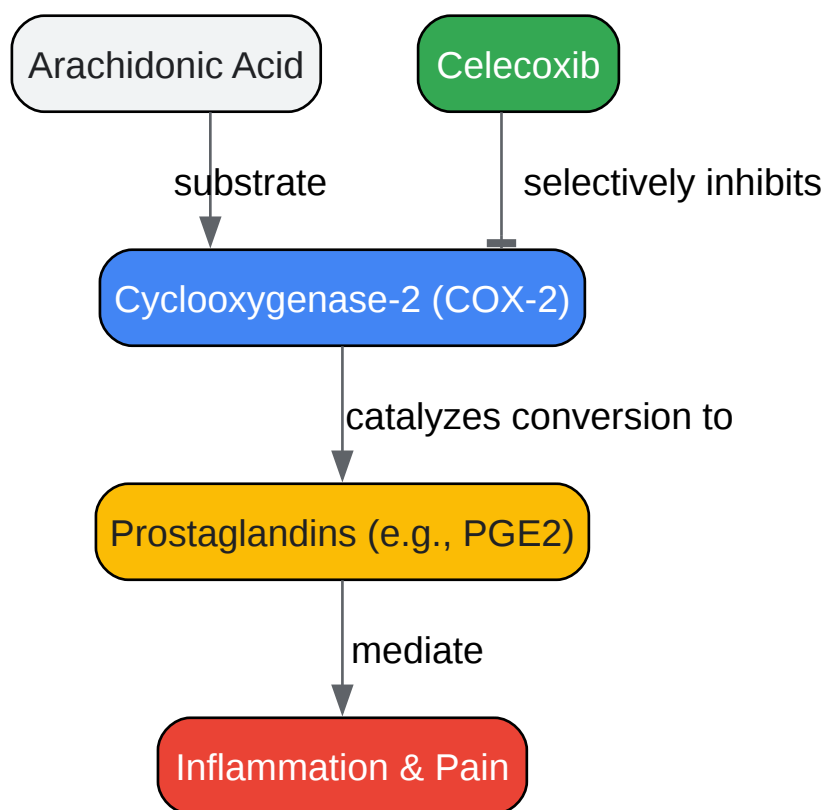 Arachidonic Acid
Celecoxib
substrate
selectively inhibits
Cyclooxygenase-2 (COX-2)
catalyzes conversion to
Prostaglandins (e.g., PGE2)
mediate
Inflammation & Pain